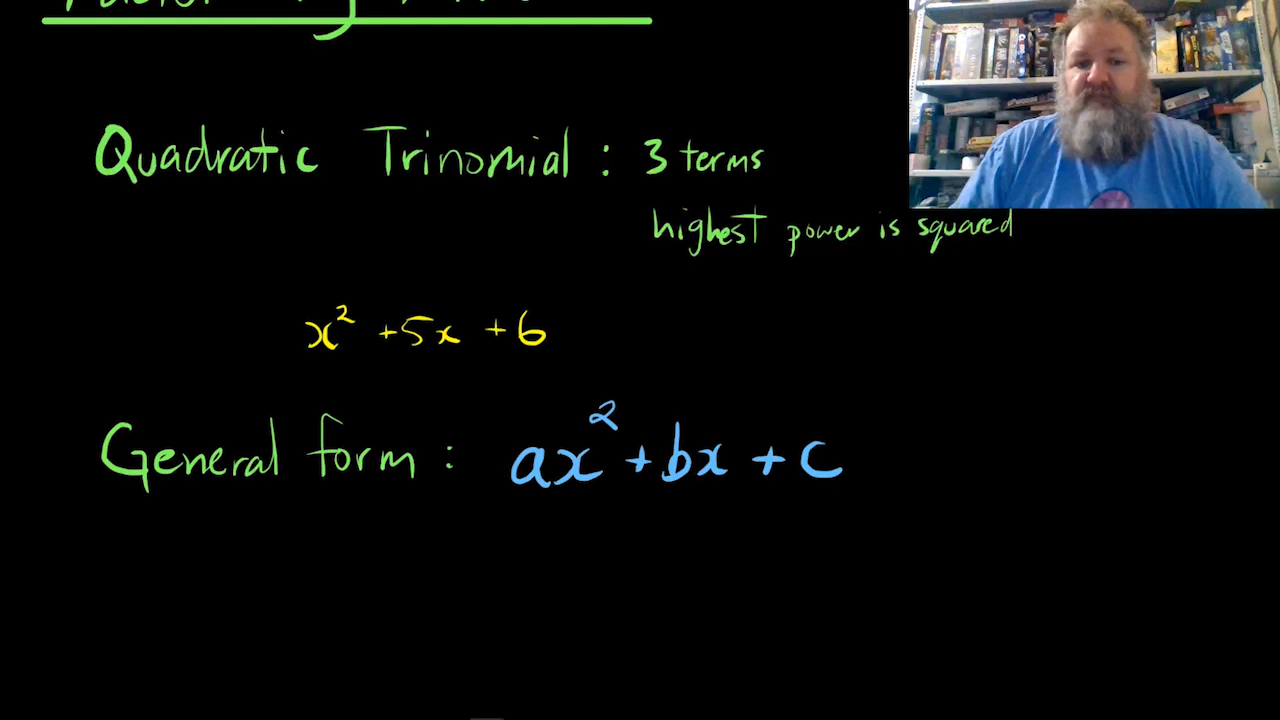 Quadratic Trinomial : 3 terms
highest power is squared
x² +5x +6
General form : ax² +bx + c